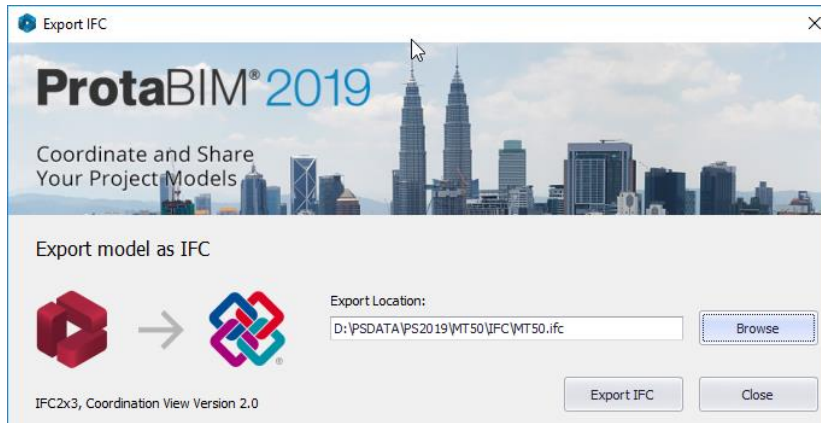 Export IFC
ProtaBIM® 2019
Coordinate and Share
Your Project Models
Export model as IFC
Export Location:
D:\PSDATA\PS2019\MT50\IFC\MT50.ifc
Browse
®
IFC2x3, Coordination View Version 2.0
Export IFC
Close